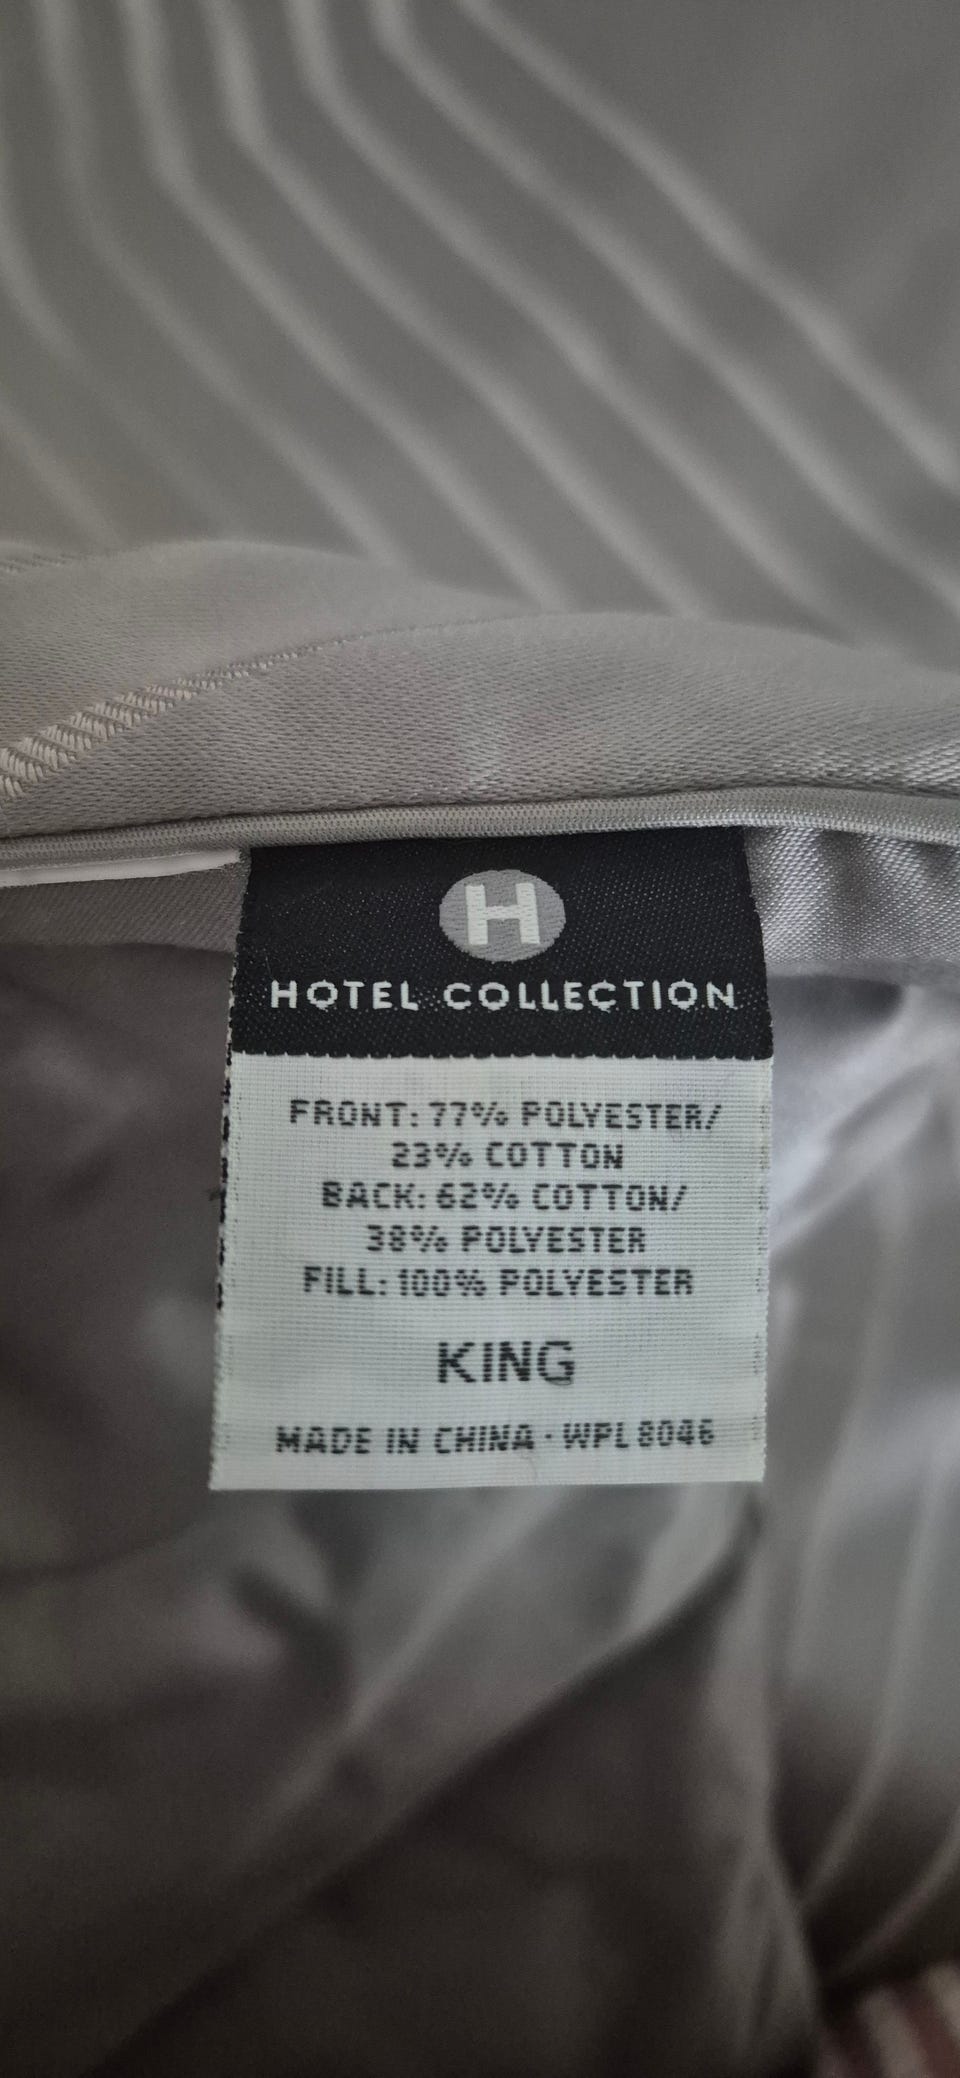 H
HOTEL COLLECTION
FRONT: 77% POLYESTER/
23% COTTON
BACK: 62% COTTON/
38% POLYESTER
FILL: 100% POLYESTER
KING
MADE IN CHINA · WPL 8046